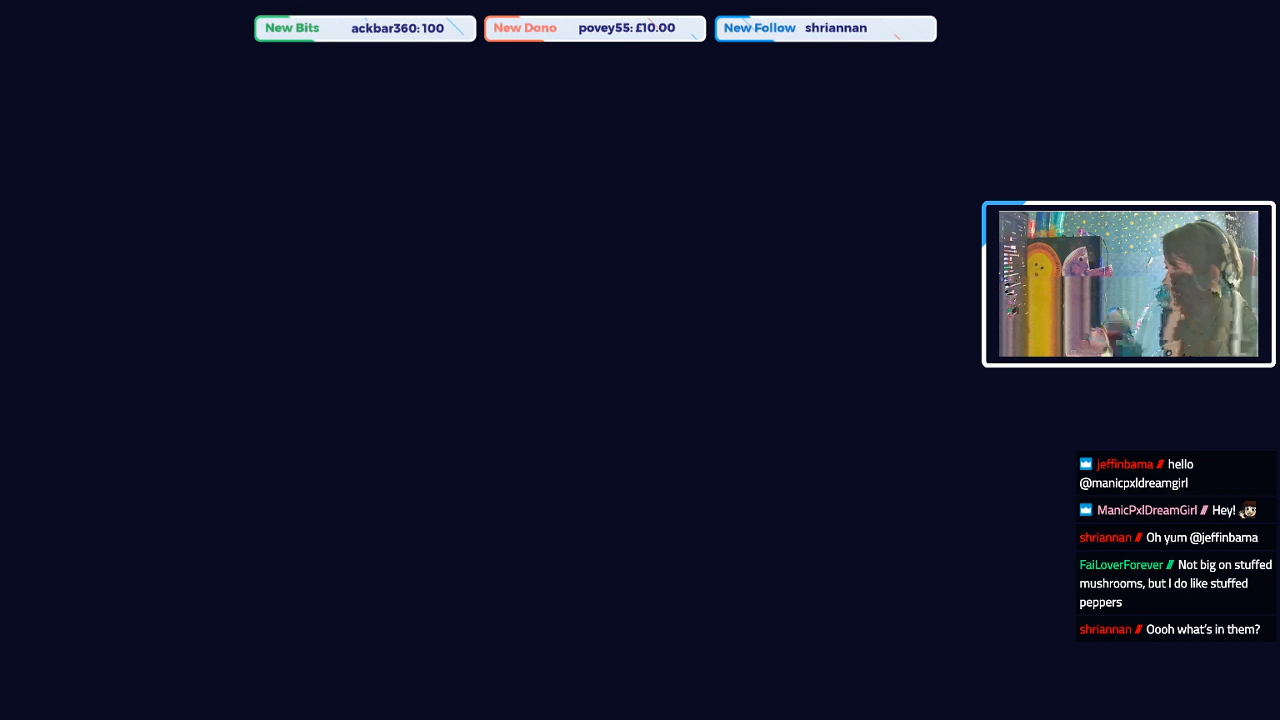 New Bits ackbar360: 100
New Dono povey55: £10.00
New Follow shriannan
jeffinbama // hello
@manicpxldreamgirl
ManicPxlDreamGirl // Hey!
shriannan // Oh yum @jeffinbama
FaiLoverForever // Not big on stuffed
mushrooms, but I do like stuffed
peppers
shriannan // Oooh what's in them?